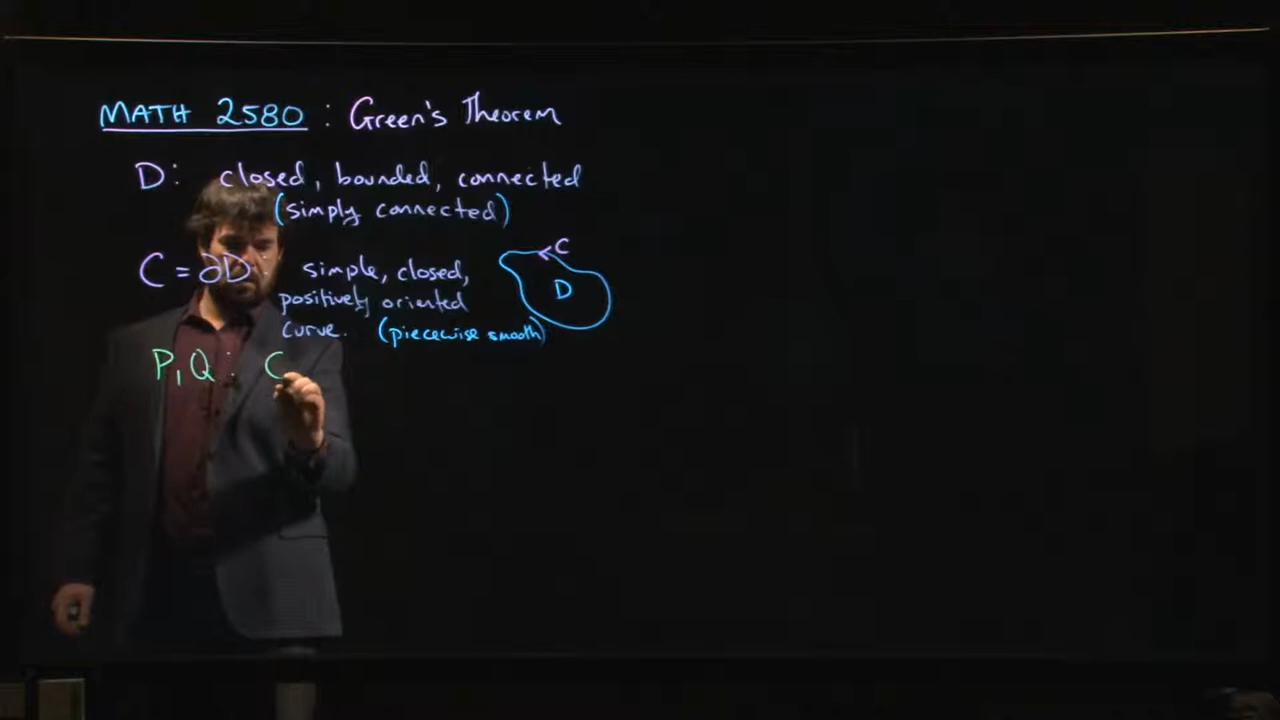 MATH 2580 : Green's Theorem
D: closed, bounded, connected
(simply connected)
C = ∂D : simple, closed,
positively oriented
curve. (piecewise smooth)
C
D
P, Q : C